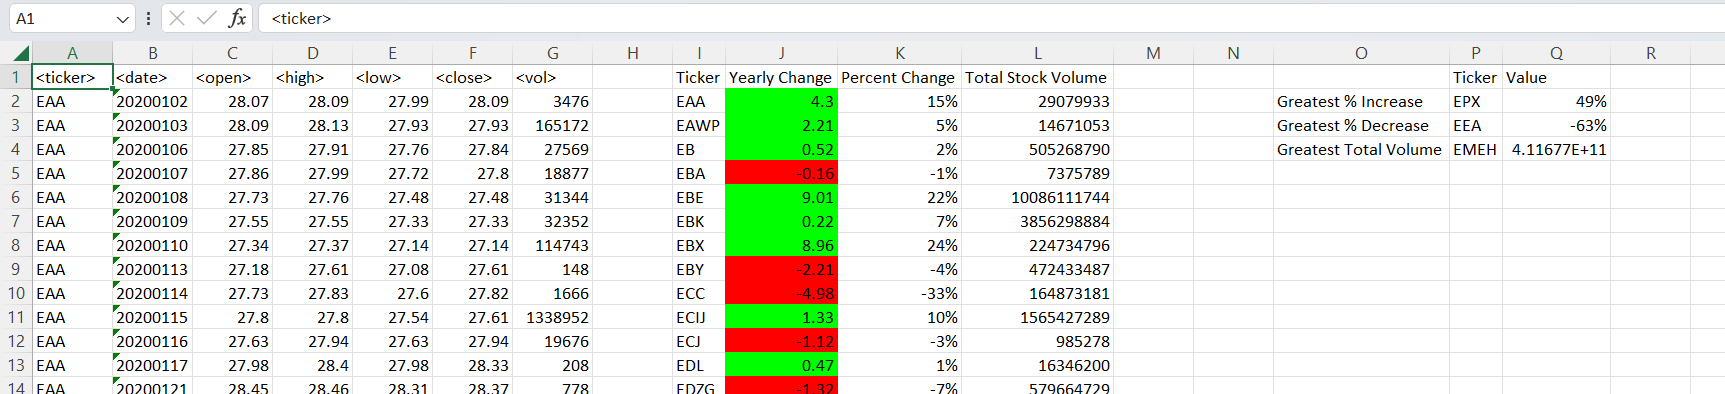 A1 fx <ticker>
A B C D E F G H I J K L M N O P Q R
1 <ticker> <date> <open> <high> <low> <close> <vol> Ticker Yearly Change Percent Change Total Stock Volume Ticker Value
2 EAA 20200102 28.07 28.09 27.99 28.09 3476 EAA 4.3 15% 29079933 Greatest % Increase EPX 49%
3 EAA 20200103 28.09 28.13 27.93 27.93 165172 EAWP 2.21 5% 14671053 Greatest % Decrease EEA -63%
4 EAA 20200106 27.85 27.91 27.76 27.84 27569 EB 0.52 2% 505268790 Greatest Total Volume EMEH 4.11677E+11
5 EAA 20200107 27.86 27.99 27.72 27.8 18877 EBA -0.16 -1% 7375789
6 EAA 20200108 27.73 27.76 27.48 27.48 31344 EBE 9.01 22% 10086111744
7 EAA 20200109 27.55 27.55 27.33 27.33 32352 EBK 0.22 7% 3856298884
8 EAA 20200110 27.34 27.37 27.14 27.14 114743 EBX 8.96 24% 224734796
9 EAA 20200113 27.18 27.61 27.08 27.61 148 EBY -2.21 -4% 472433487
10 EAA 20200114 27.73 27.83 27.6 27.82 1666 ECC -4.98 -33% 164873181
11 EAA 20200115 27.8 27.8 27.54 27.61 1338952 ECIJ 1.33 10% 1565427289
12 EAA 20200116 27.63 27.94 27.63 27.94 19676 ECJ -1.12 -3% 985278
13 EAA 20200117 27.98 28.4 27.98 28.33 208 EDL 0.47 1% 16346200
14 EAA 20200121 28.45 28.46 28.31 28.37 778 EDZG -1.32 -7% 579664729